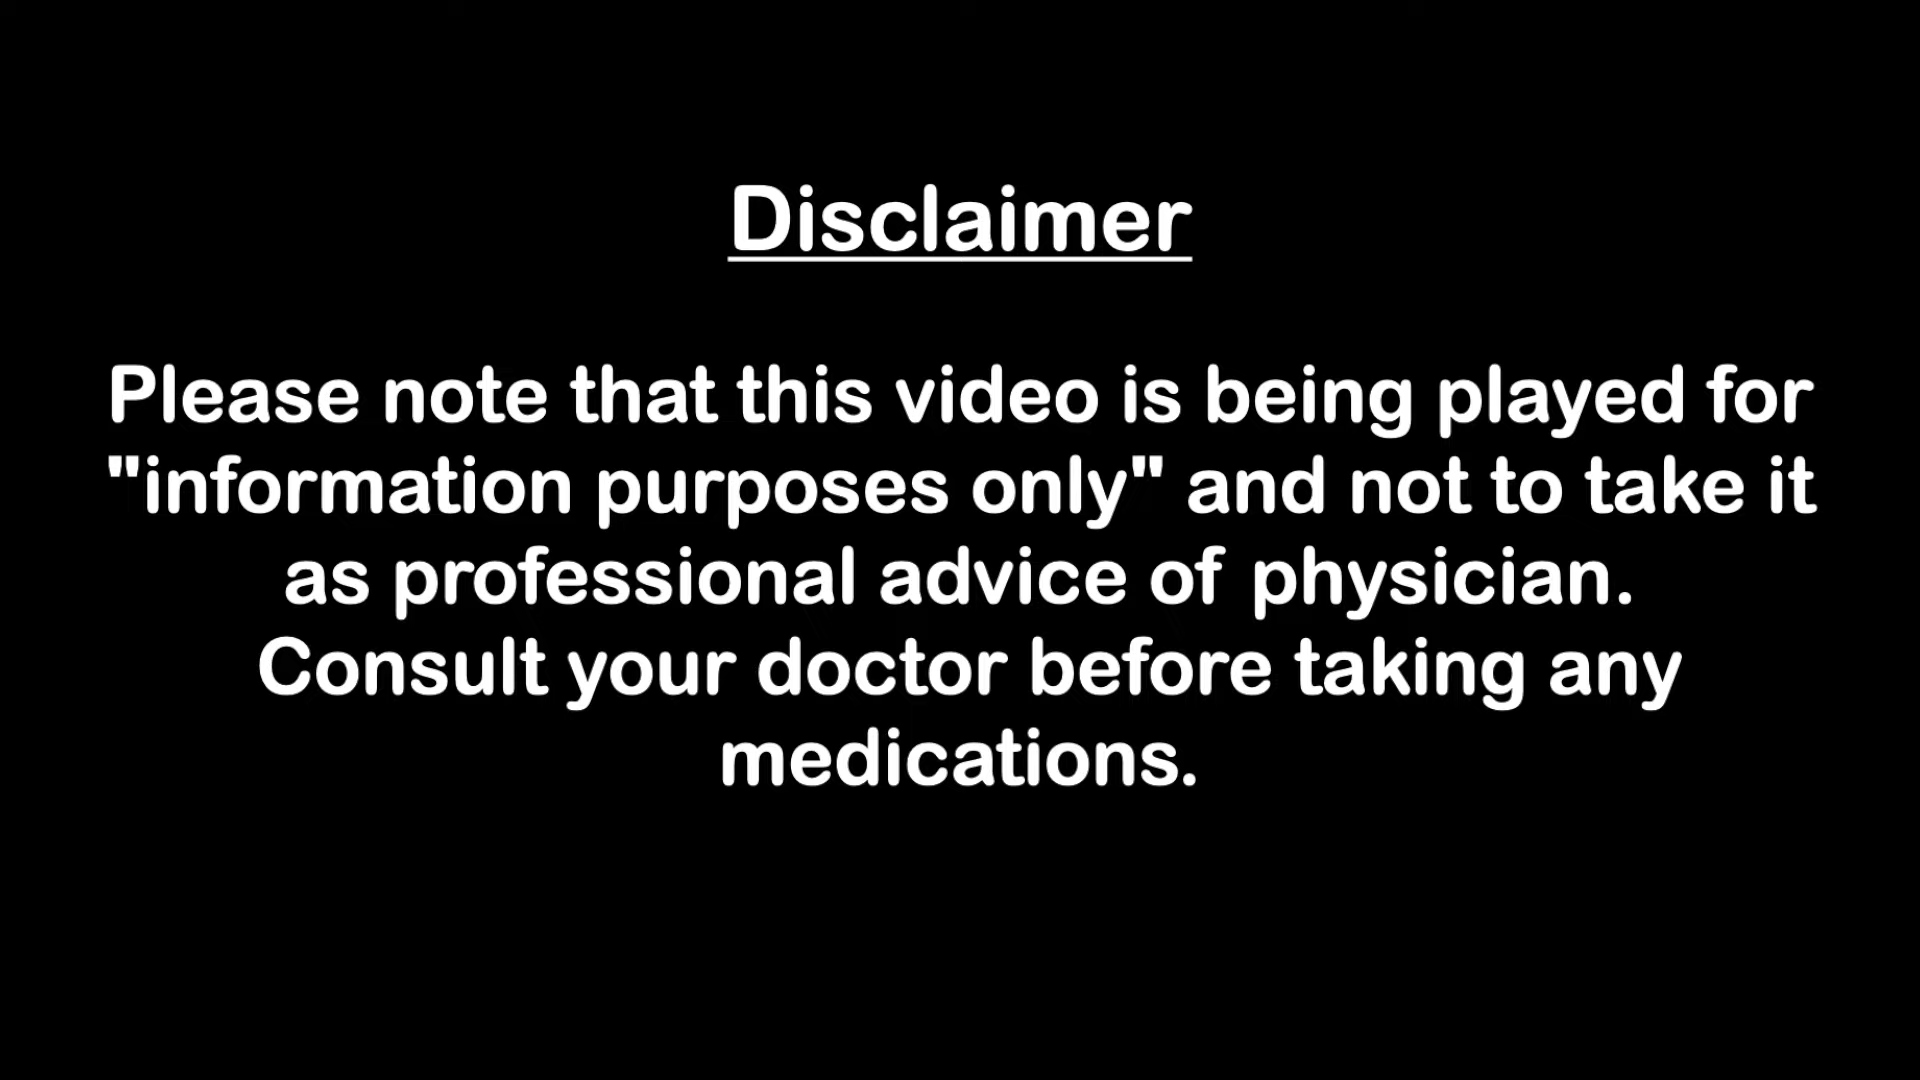 Disclaimer
Please note that this video is being played for
"information purposes only" and not to take it
as professional advice of physician.
Consult your doctor before taking any
medications.